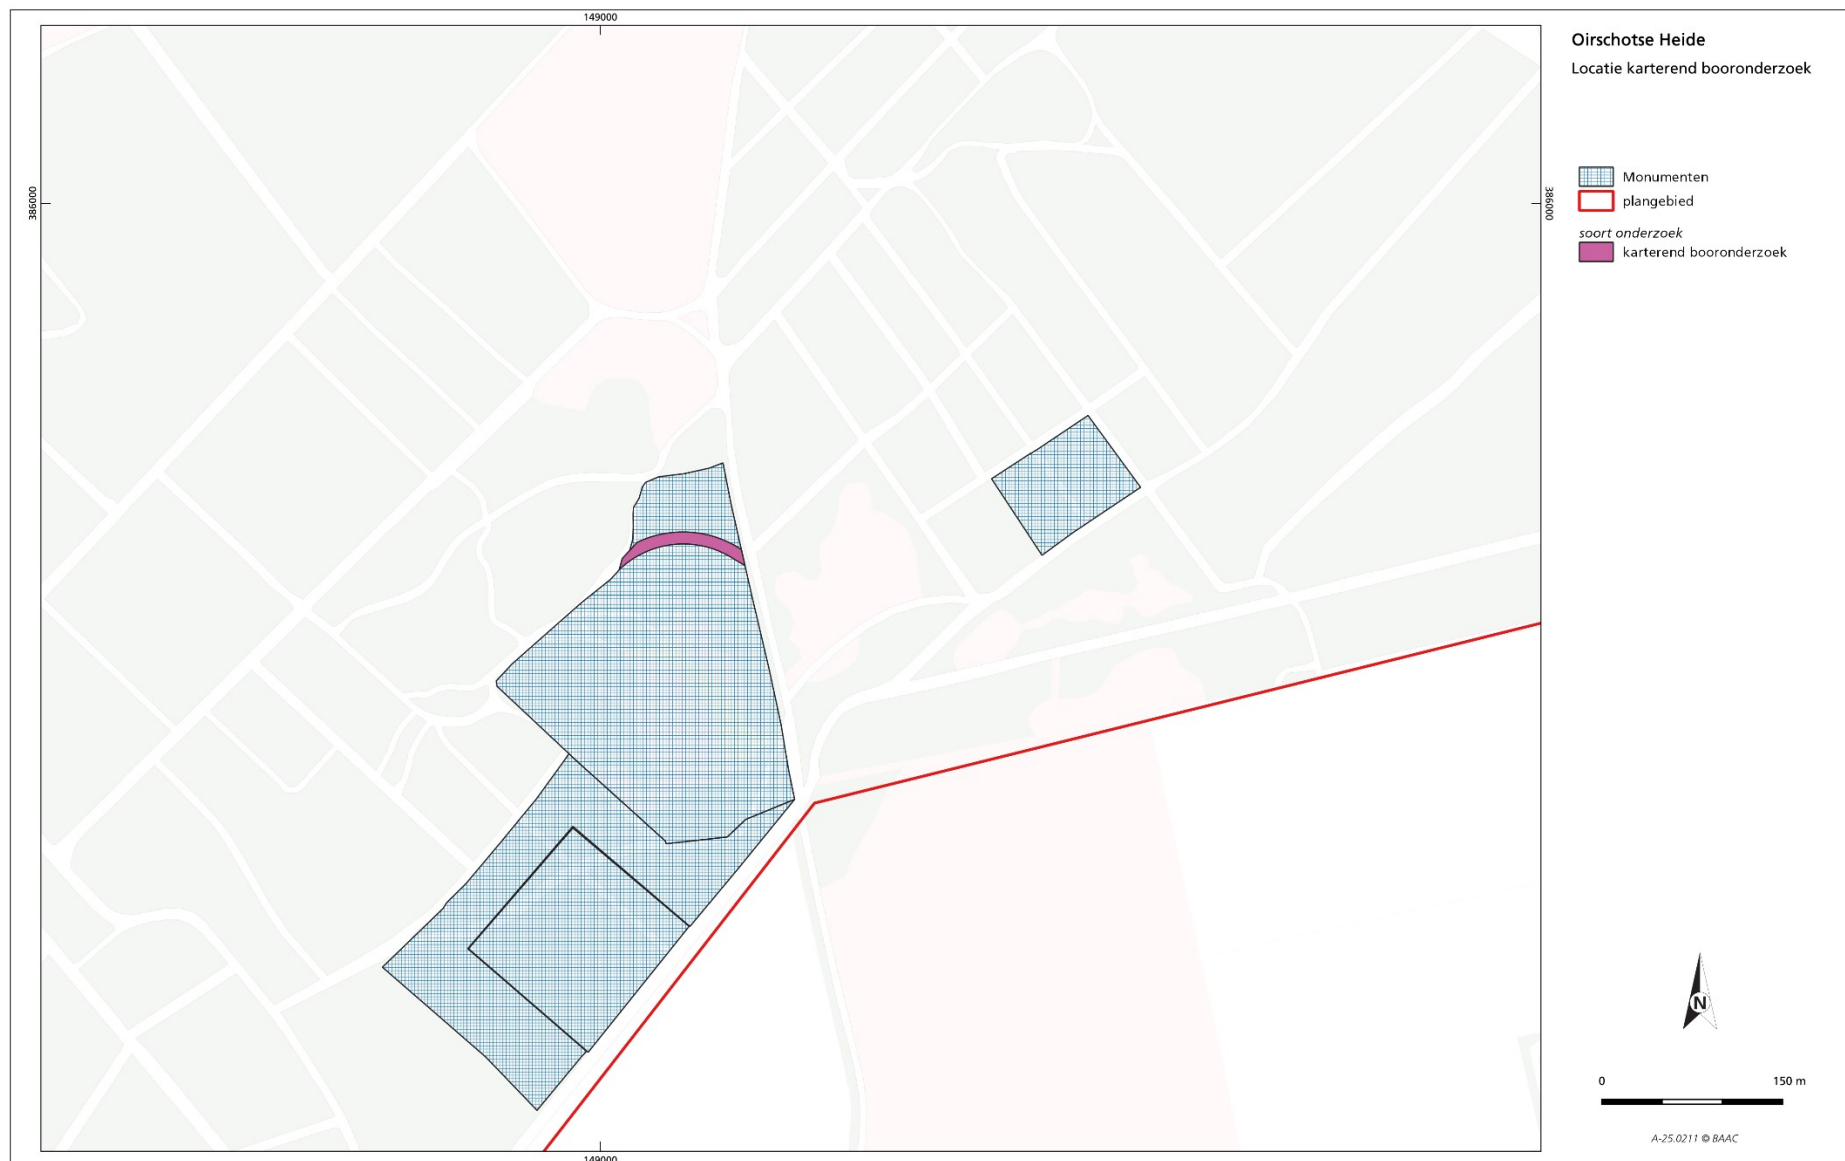 149000
Oirschotse Heide
Locatie karterend booronderzoek
386000
386000
Monumenten
plangebied
soort onderzoek
karterend booronderzoek
N
0 150 m
A-25.0211 © BAAC
149000